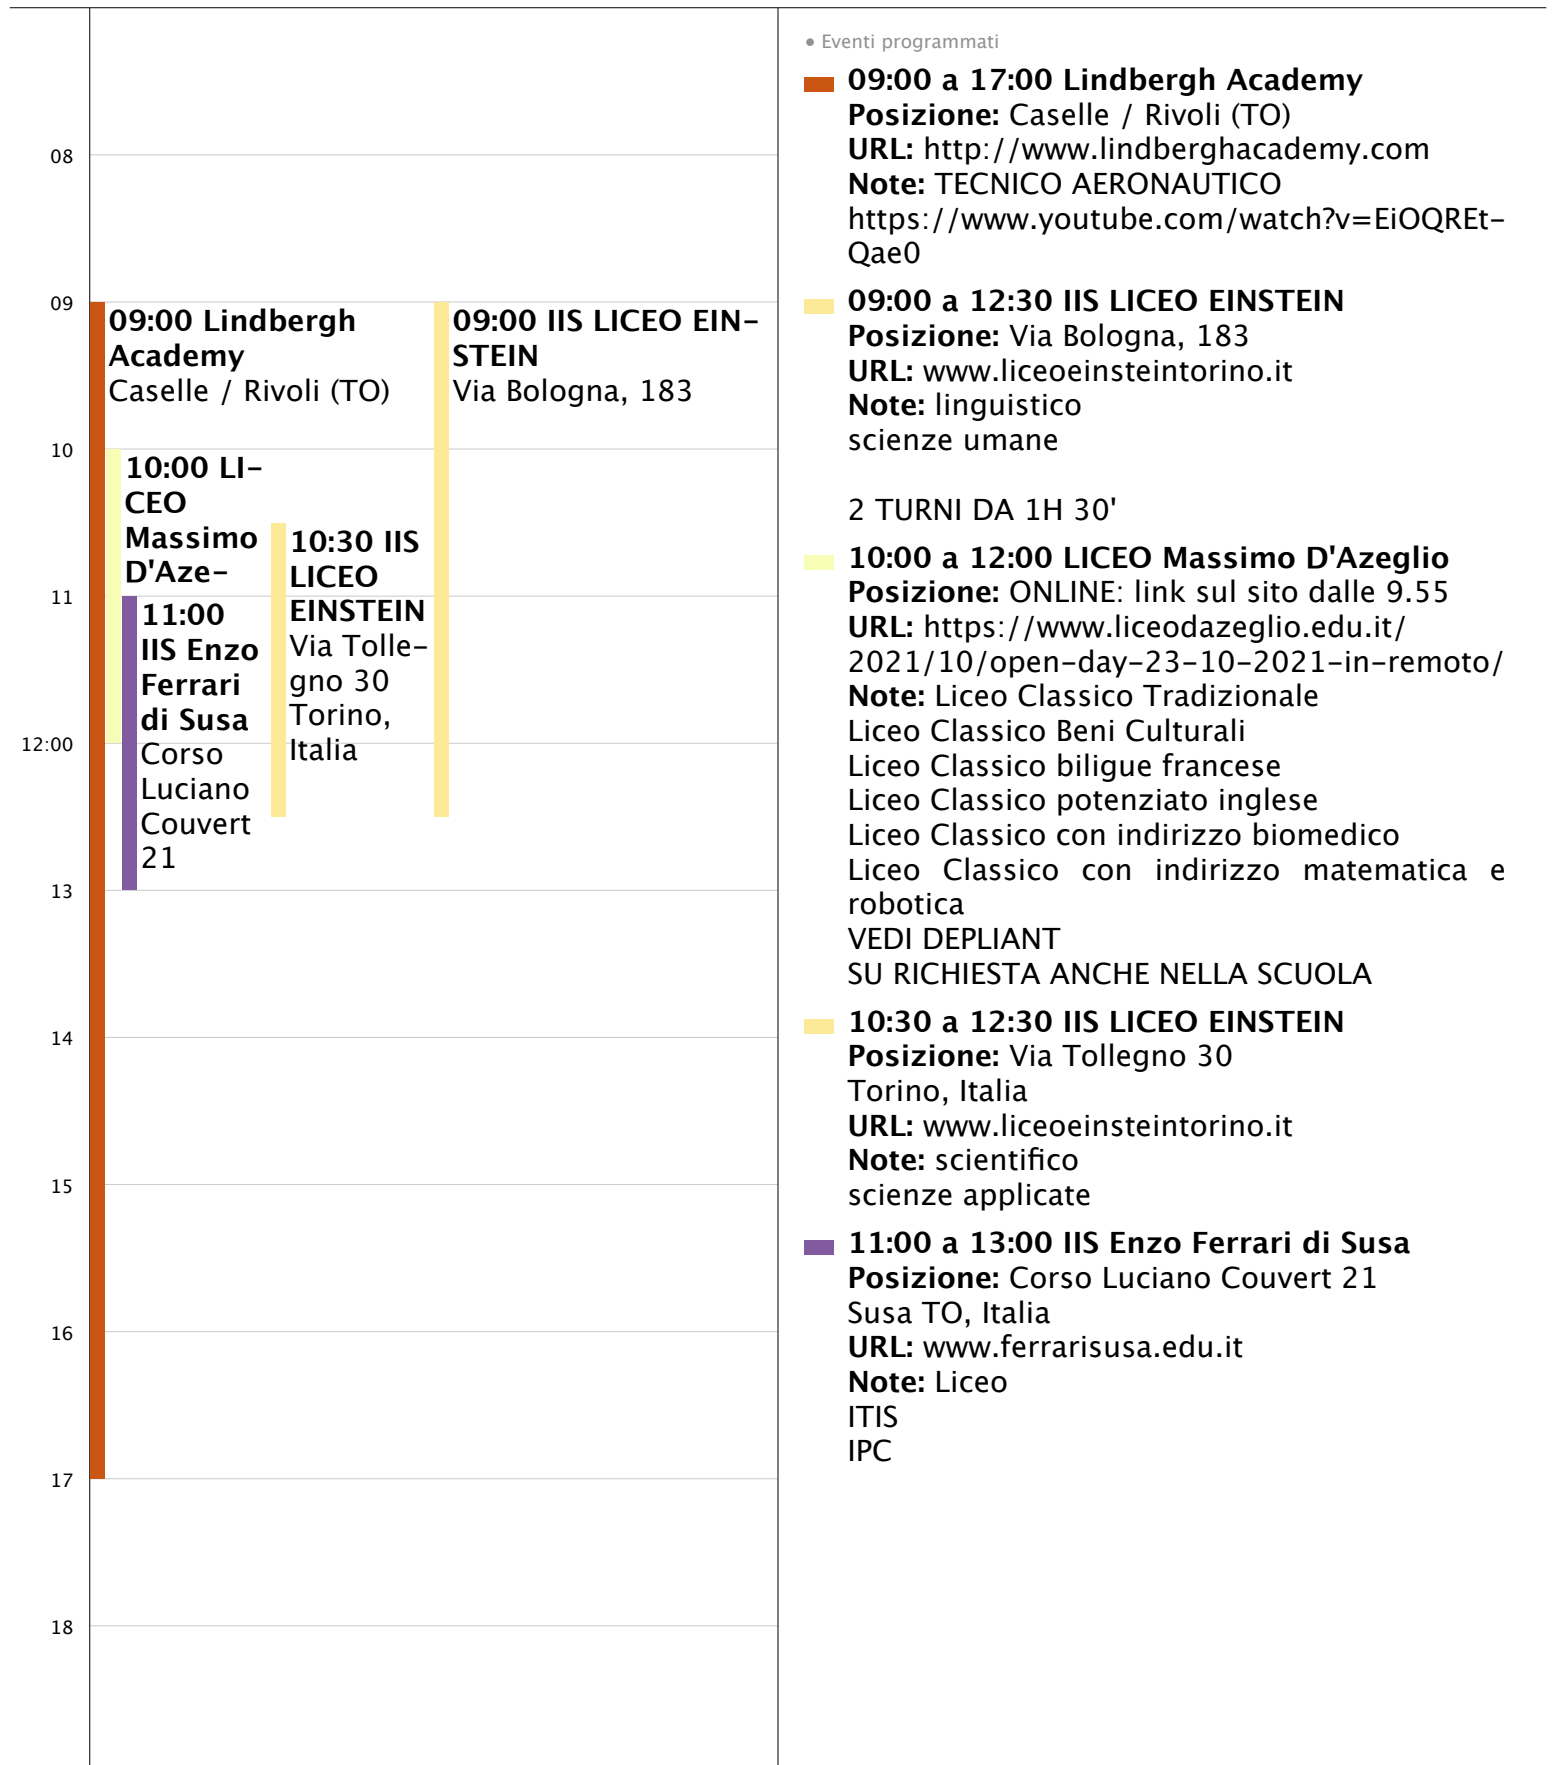 08
09
10
11
12:00
13
14
15
16
17
18
09:00 Lindbergh
Academy
Caselle / Rivoli (TO)
09:00 IIS LICEO EIN-
STEIN
Via Bologna, 183
10:00 LI-
CEO
Massimo
D'Aze-
10:30 IIS
LICEO
EINSTEIN
Via Tolle-
gno 30
Torino,
Italia
11:00
IIS Enzo
Ferrari
di Susa
Corso
Luciano
Couvert
21
• Eventi programmati
09:00 a 17:00 Lindbergh Academy
Posizione: Caselle / Rivoli (TO)
URL: http://www.lindberghacademy.com
Note: TECNICO AERONAUTICO
https://www.youtube.com/watch?v=EiOQREt-
Qae0
09:00 a 12:30 IIS LICEO EINSTEIN
Posizione: Via Bologna, 183
URL: www.liceoeinsteintorino.it
Note: linguistico
scienze umane
2 TURNI DA 1H 30'
10:00 a 12:00 LICEO Massimo D'Azeglio
Posizione: ONLINE: link sul sito dalle 9.55
URL: https://www.liceodazeglio.edu.it/
2021/10/open-day-23-10-2021-in-remoto/
Note: Liceo Classico Tradizionale
Liceo Classico Beni Culturali
Liceo Classico biligue francese
Liceo Classico potenziato inglese
Liceo Classico con indirizzo biomedico
Liceo Classico con indirizzo matematica e
robotica
VEDI DEPLIANT
SU RICHIESTA ANCHE NELLA SCUOLA
10:30 a 12:30 IIS LICEO EINSTEIN
Posizione: Via Tollegno 30
Torino, Italia
URL: www.liceoeinsteintorino.it
Note: scientifico
scienze applicate
11:00 a 13:00 IIS Enzo Ferrari di Susa
Posizione: Corso Luciano Couvert 21
Susa TO, Italia
URL: www.ferrarisusa.edu.it
Note: Liceo
ITIS
IPC